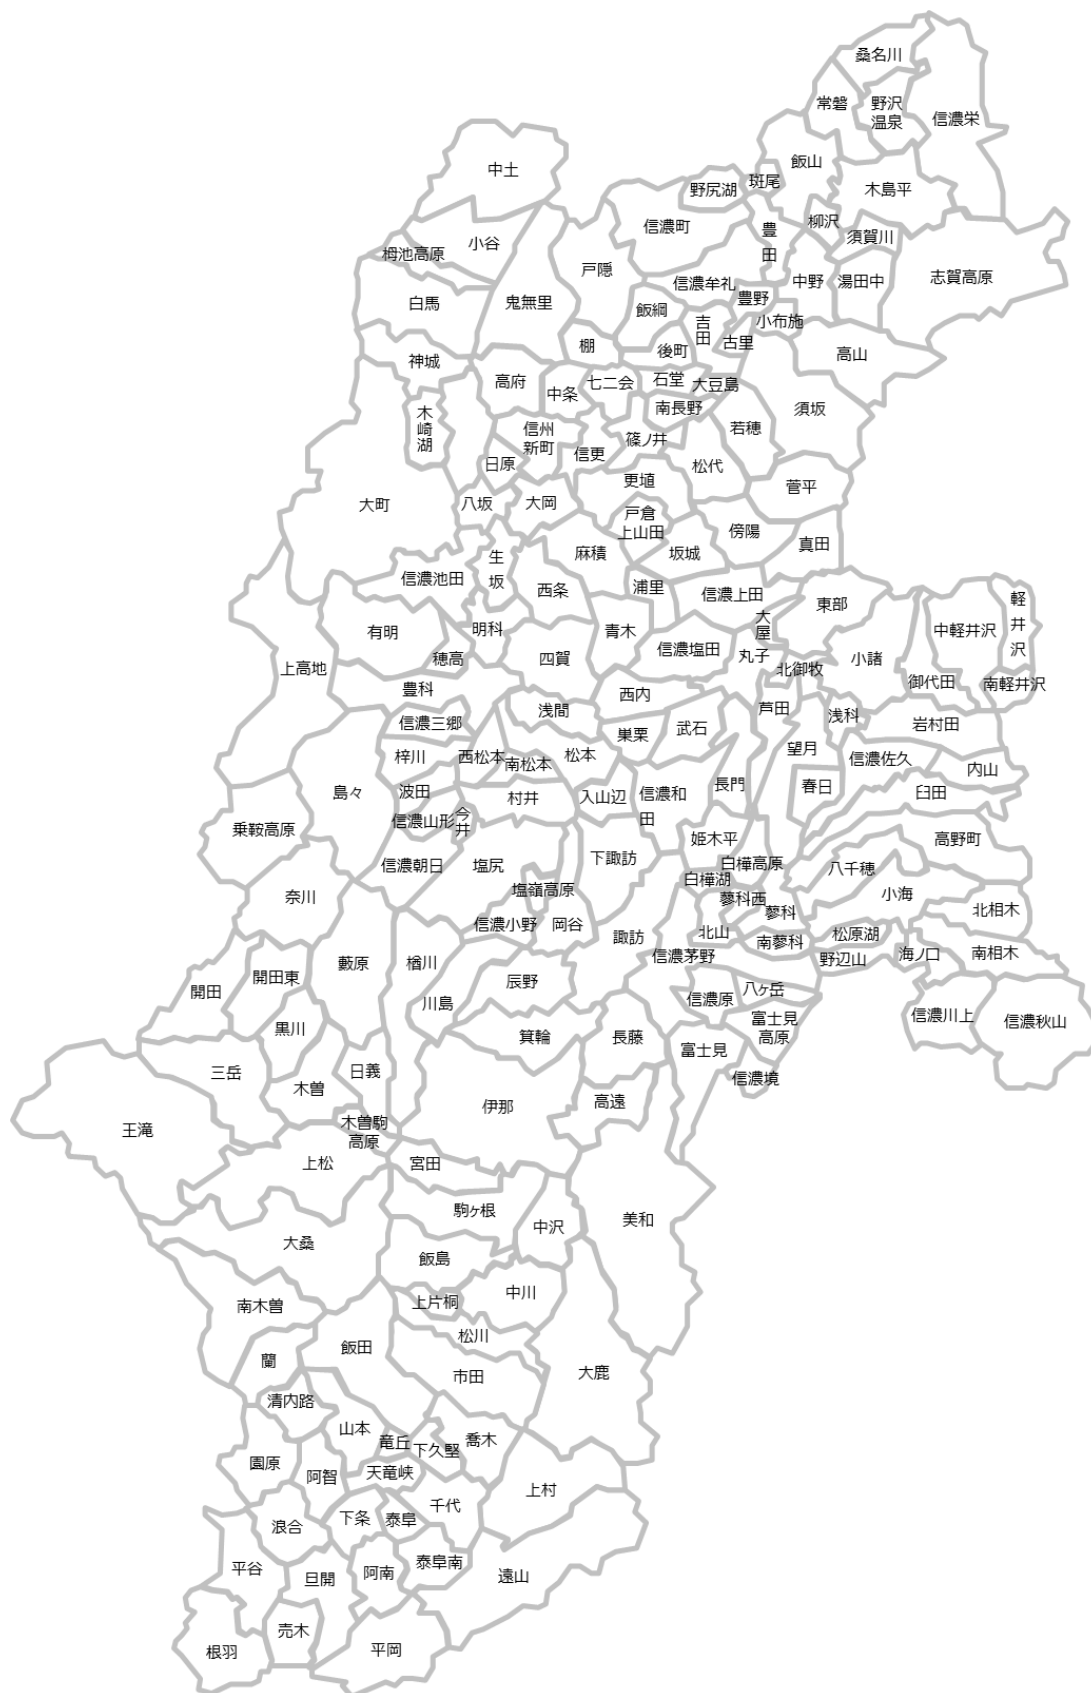 桑名川
常磐
野沢
温泉
信濃栄
飯山
中土
斑尾
野尻湖
木島平
柳沢
信濃町
豊
田
須賀川
小谷
栂池高原
戸隠
志賀高原
湯田中
中野
信濃牟礼
豊野
白馬
鬼無里
飯綱
小布施
吉
田
古里
棚
後町
高山
神城
高府
中条
七二会
石堂
大豆島
南長野
須坂
木
崎
湖
信州
新町
若穂
信更
篠ノ井
日原
松代
更埴
菅平
大町
八坂
大岡
戸倉
上山田
傍陽
真田
坂城
麻績
生
坂
信濃池田
西条
浦里
信濃上田
東部
軽
井
沢
有明
明科
青木
大
屋
中軽井沢
穂高
四賀
信濃塩田
丸子
小諸
上高地
北御牧
御代田
南軽井沢
豊科
西内
信濃三郷
浅間
芦田
浅科
岩村田
巣栗
武石
梓川
西松本
南松本
松本
望月
信濃佐久
内山
島々
波田
村井
入山辺
信濃和
田
長門
春日
臼田
乗鞍高原
信濃山形
今
井
姫木平
高野町
信濃朝日
塩尻
下諏訪
白樺高原
八千穂
白樺湖
塩嶺高原
蓼科西
蓼科
小海
奈川
北相木
信濃小野
岡谷
諏訪
北山
南蓼科
松原湖
信濃茅野
野辺山
海ノ口
南相木
藪原
楢川
開田東
開田
辰野
川島
信濃原
八ヶ岳
黒川
富士見
高原
信濃川上
信濃秋山
箕輪
長藤
富士見
三岳
日義
木曽
信濃境
高遠
伊那
王滝
木曽駒
高原
上松
宮田
駒ヶ根
中沢
美和
大桑
飯島
中川
南木曽
上片桐
松川
飯田
蘭
市田
大鹿
清内路
山本
竜丘
下久堅
喬木
園原
阿智
天竜峡
上村
千代
浪合
下条
泰阜
平谷
旦開
阿南
泰阜南
遠山
売木
根羽
平岡